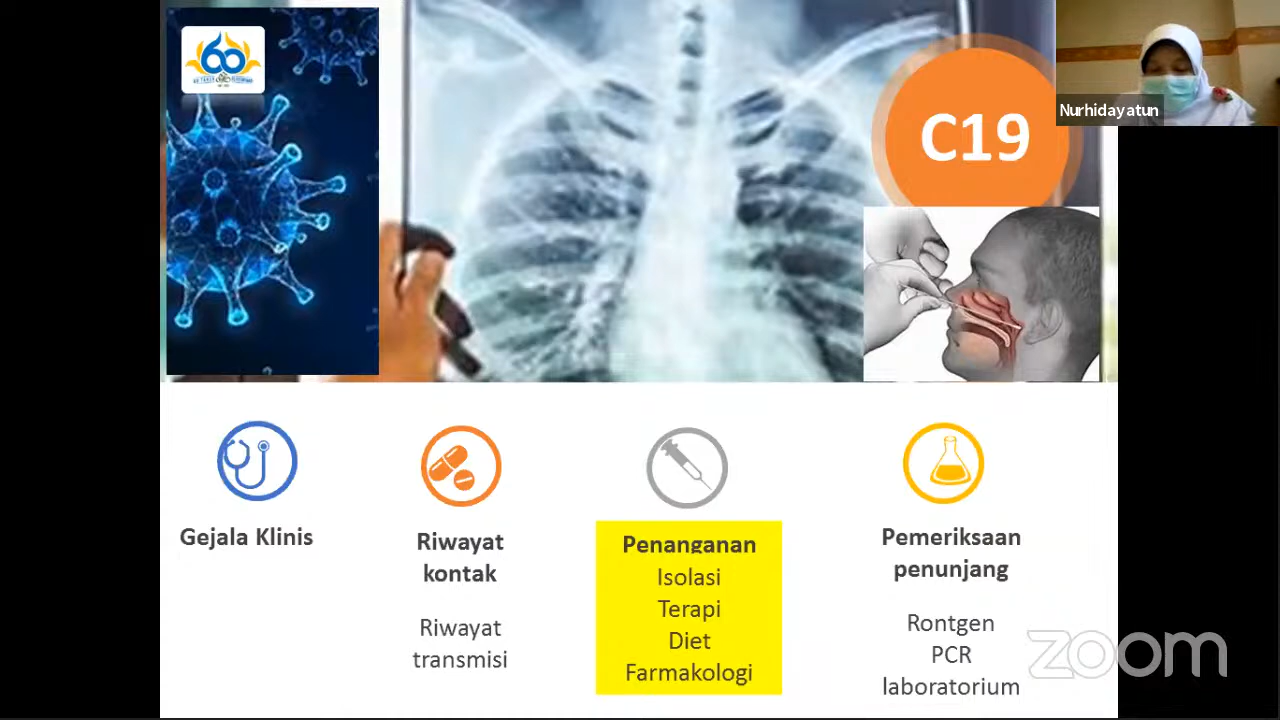 60
C19
Nurhidayatun
Gejala Klinis
Riwayat
kontak
Riwayat
transmisi
Penanganan
Isolasi
Terapi
Diet
Farmakologi
Pemeriksaan
penunjang
Rontgen
PCR
laboratorium
zoom